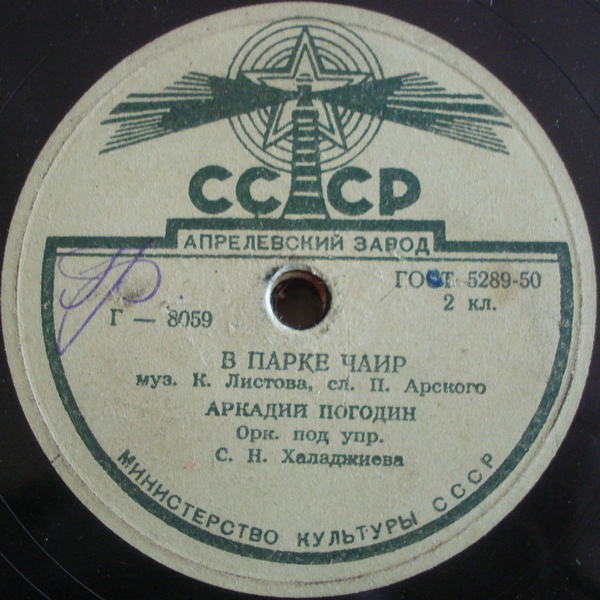 СССР
АПРЕЛЕВСКИЙ ЗАВОД
ГОСТ 5289-50
Г — 8059
2 кл.
В ПАРКЕ ЧАИР
муз. К. Листова, сл. П. Арского
АРКАДИЙ ПОГОДИН
Орк. под упр.
С. Н. Халаджиева
МИНИСТЕРСТВО КУЛЬТУРЫ СССР